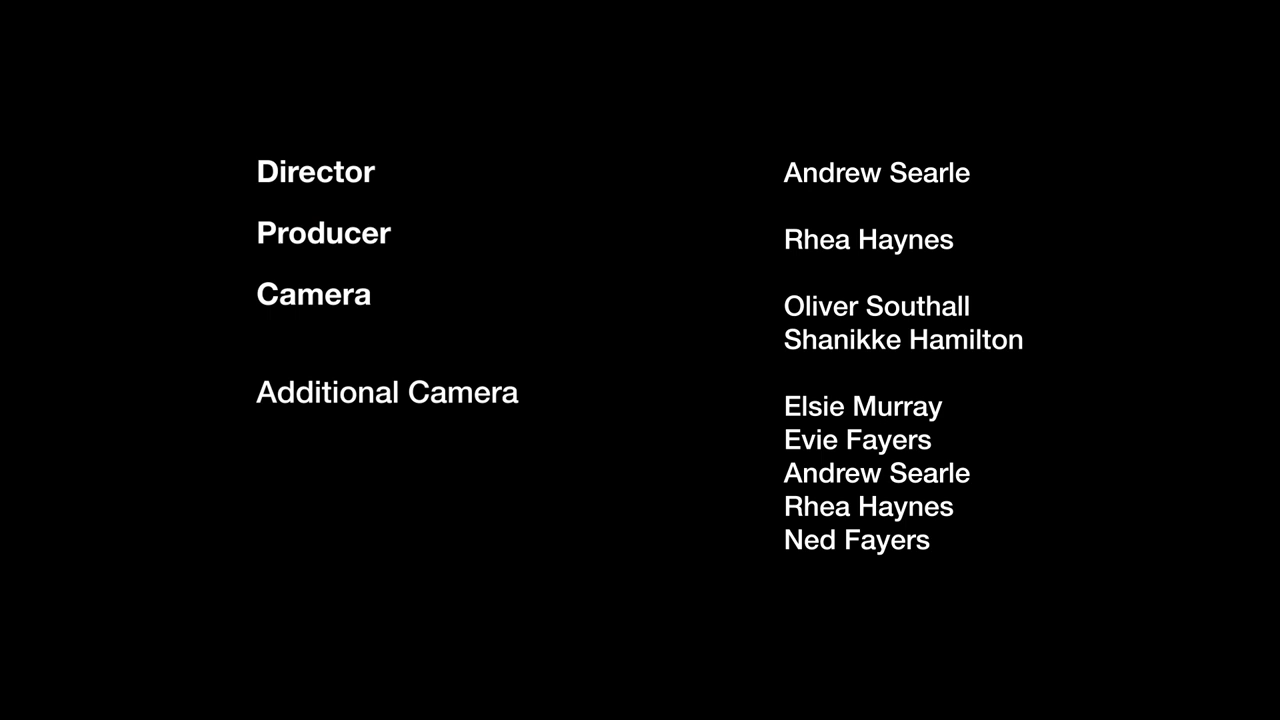 Director Andrew Searle
Producer Rhea Haynes
Camera Oliver Southall
Shanikke Hamilton
Additional Camera Elsie Murray
Evie Fayers
Andrew Searle
Rhea Haynes
Ned Fayers